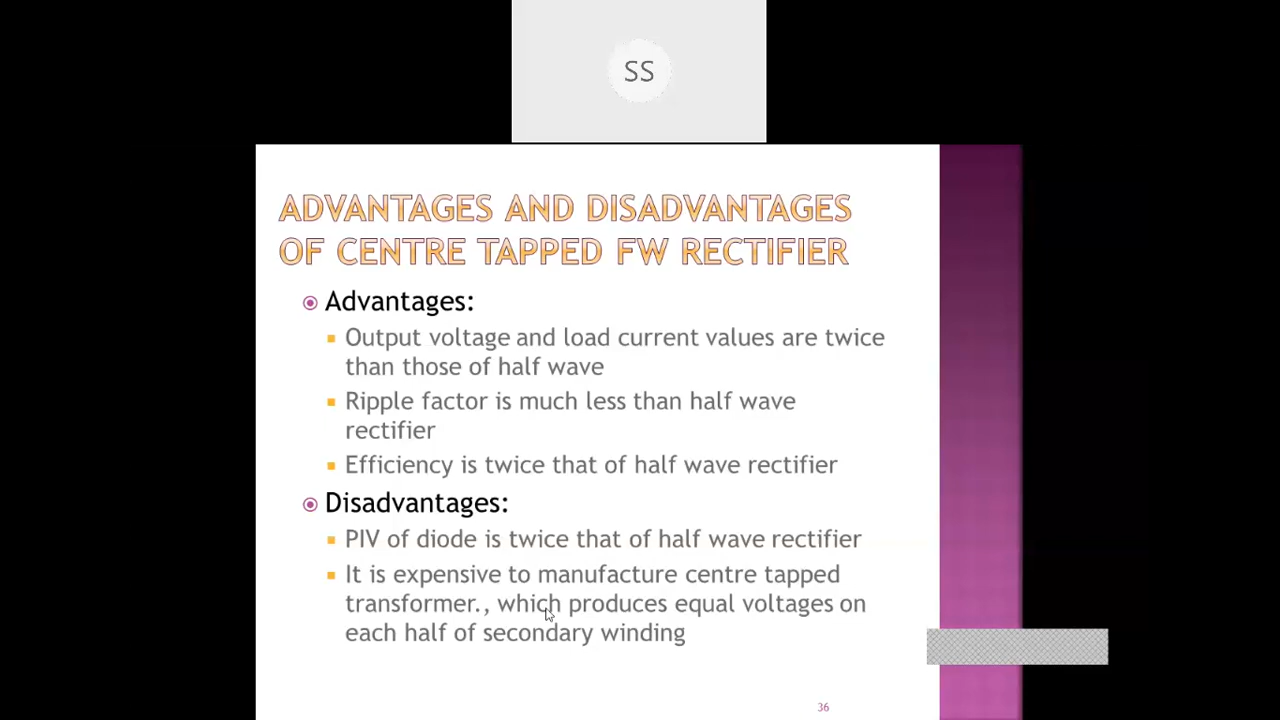 SS
ADVANTAGES AND DISADVANTAGES
OF CENTRE TAPPED FW RECTIFIER
Advantages:
Output voltage and load current values are twice
than those of half wave
Ripple factor is much less than half wave
rectifier
Efficiency is twice that of half wave rectifier
Disadvantages:
PIV of diode is twice that of half wave rectifier
It is expensive to manufacture centre tapped
transformer., which produces equal voltages on
each half of secondary winding
36